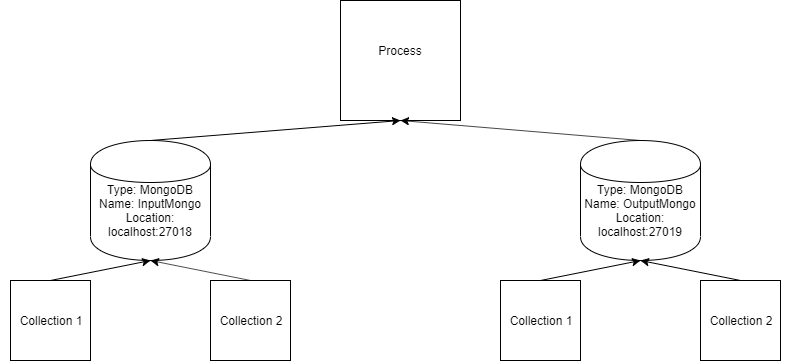 Process
Type: MongoDB
Name: InputMongo
Location:
localhost:27018
Type: MongoDB
Name: OutputMongo
Location:
localhost:27019
Collection 1
Collection 2
Collection 1
Collection 2